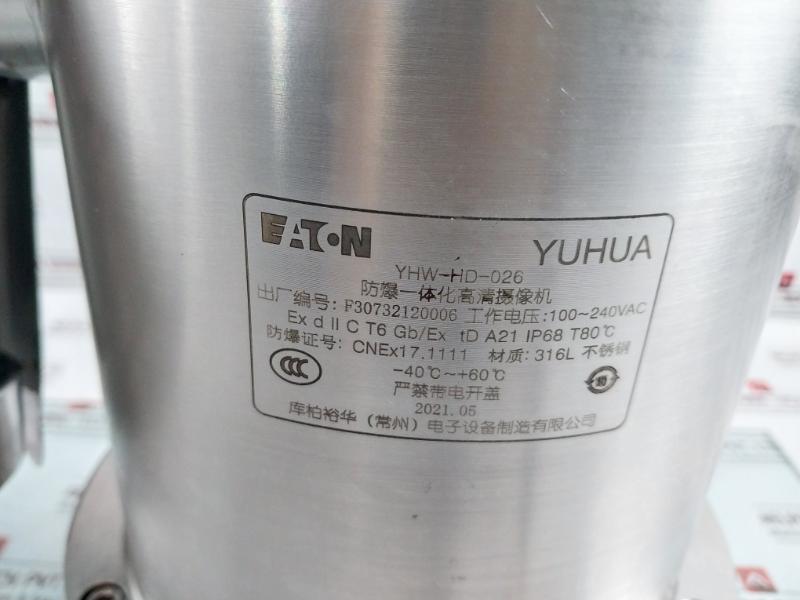 EATON YUHUA
YHW-HD-026
防爆一体化高清摄像机
出厂编号: F30732120006 工作电压:100~240VAC
Ex d II C T6 Gb/Ex tD A21 IP68 T80℃
防爆证号: CNEx17.1111 材质: 316L 不锈钢
-40℃~+60℃
严禁带电开盖
2021.05
库柏裕华(常州)电子设备制造有限公司
CCC
10